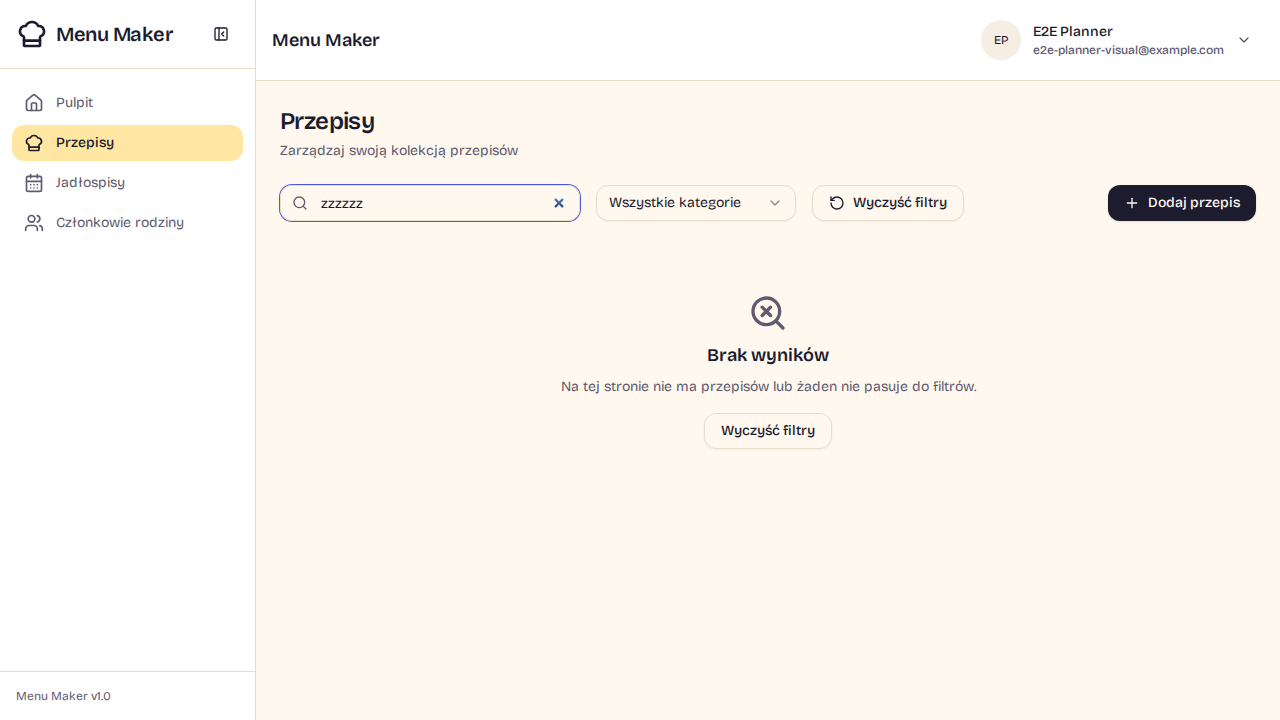 Menu Maker
Pulpit
Przepisy
Jadłospisy
Członkowie rodziny
Menu Maker v1.0
Menu Maker
EP
E2E Planner
e2e-planner-visual@example.com
Przepisy
Zarządzaj swoją kolekcją przepisów
zzzzzz
Wszystkie kategorie
Wyczyść filtry
Dodaj przepis
Brak wyników
Na tej stronie nie ma przepisów lub żaden nie pasuje do filtrów.
Wyczyść filtry